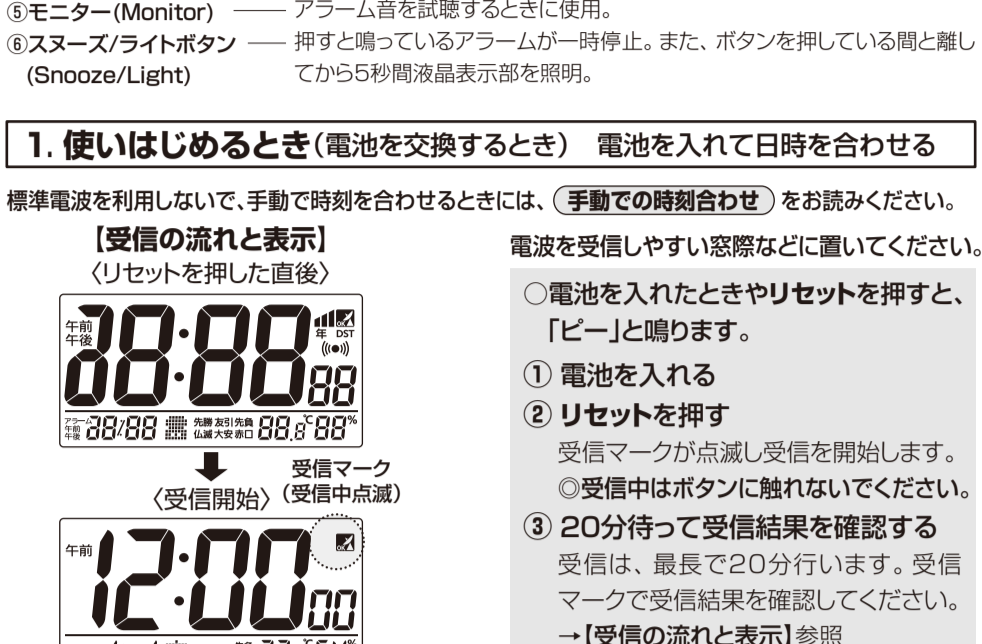 ⑤モニター(Monitor) —— アラーム音を試聴するときに使用。
⑥スヌーズ/ライトボタン —— 押すと鳴っているアラームが一時停止。また、ボタンを押している間と離し
(Snooze/Light) てから5秒間液晶表示部を照明。
1. 使いはじめるとき(電池を交換するとき) 電池を入れて日時を合わせる
標準電波を利用しないで、手動で時刻を合わせるときには、(手動での時刻合わせ)をお読みください。
【受信の流れと表示】
〈リセットを押した直後〉
午前
午後
38:88
88
年 DST
アラーム
午前
午後
38/88
先勝 友引 先負
仏滅 大安 赤口
88.8℃ 88%
受信マーク
(受信中点滅)
〈受信開始〉
午前
12:00
00
電波を受信しやすい窓際などに置いてください。
○電池を入れたときやリセットを押すと、
「ピー」と鳴ります。
① 電池を入れる
② リセットを押す
受信マークが点滅し受信を開始します。
◎受信中はボタンに触れないでください。
③ 20分待って受信結果を確認する
受信は、最長で20分行います。受信
マークで受信結果を確認してください。
→【受信の流れと表示】参照